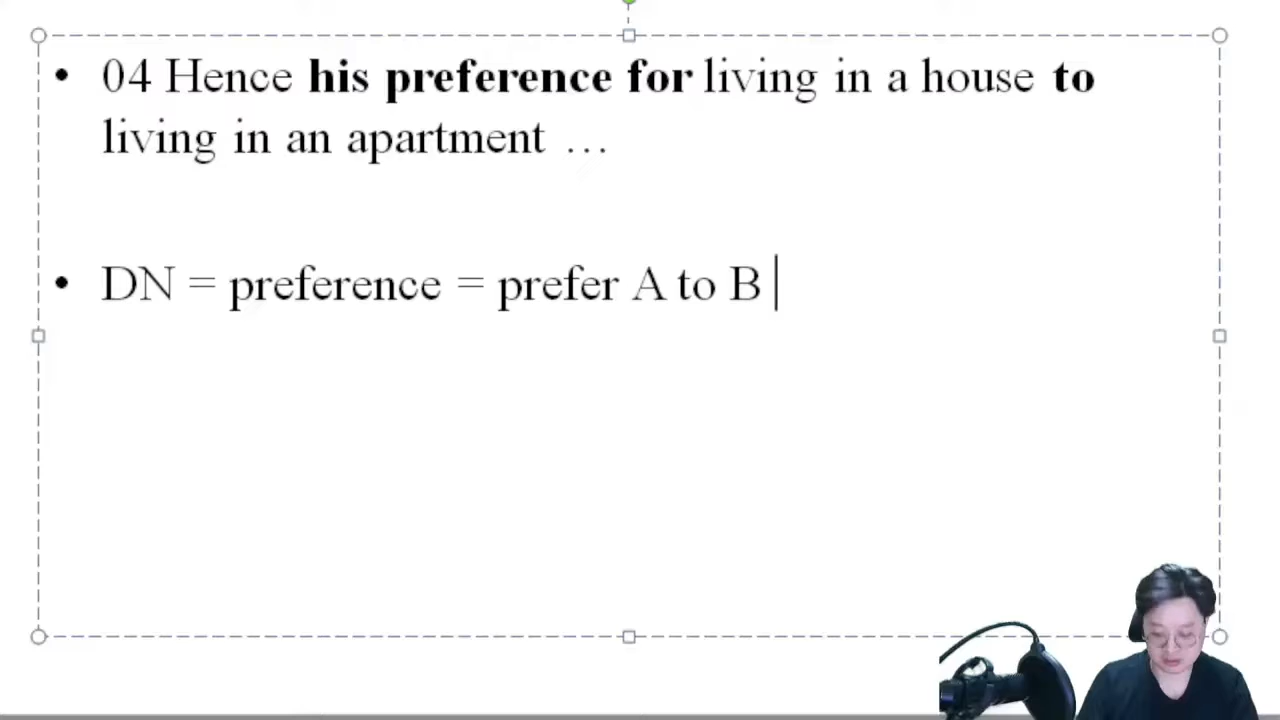 • 04 Hence his preference for living in a house to
living in an apartment …
• DN = preference = prefer A to B